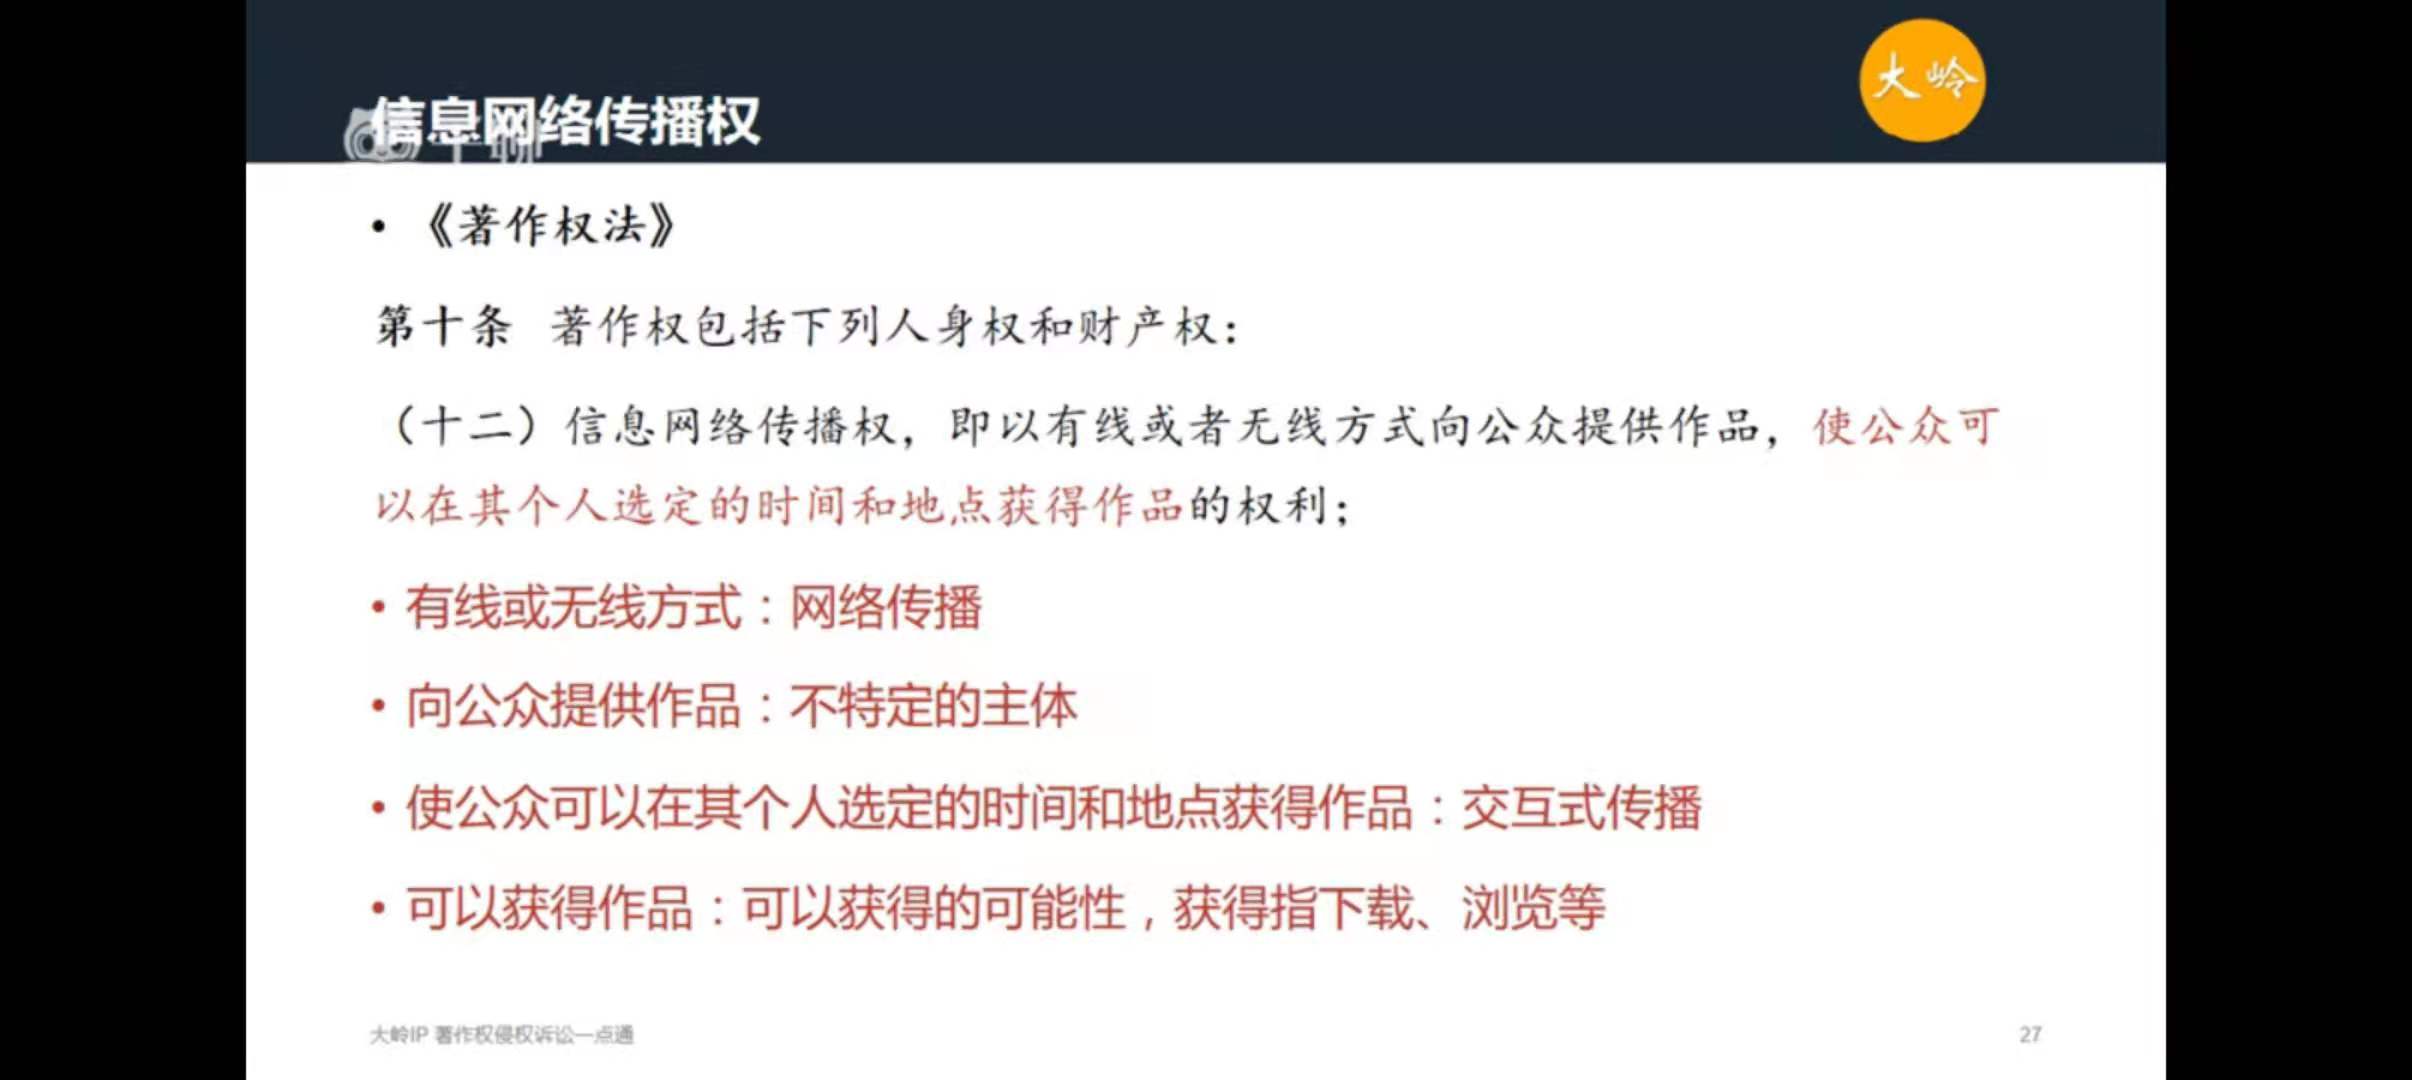 大岭
信息网络传播权
• 《著作权法》
第十条 著作权包括下列人身权和财产权：
（十二）信息网络传播权，即以有线或者无线方式向公众提供作品，使公众可
以在其个人选定的时间和地点获得作品的权利；
• 有线或无线方式：网络传播
• 向公众提供作品：不特定的主体
• 使公众可以在其个人选定的时间和地点获得作品：交互式传播
• 可以获得作品：可以获得的可能性，获得指下载、浏览等
大岭IP 著作权侵权诉讼一点通
27